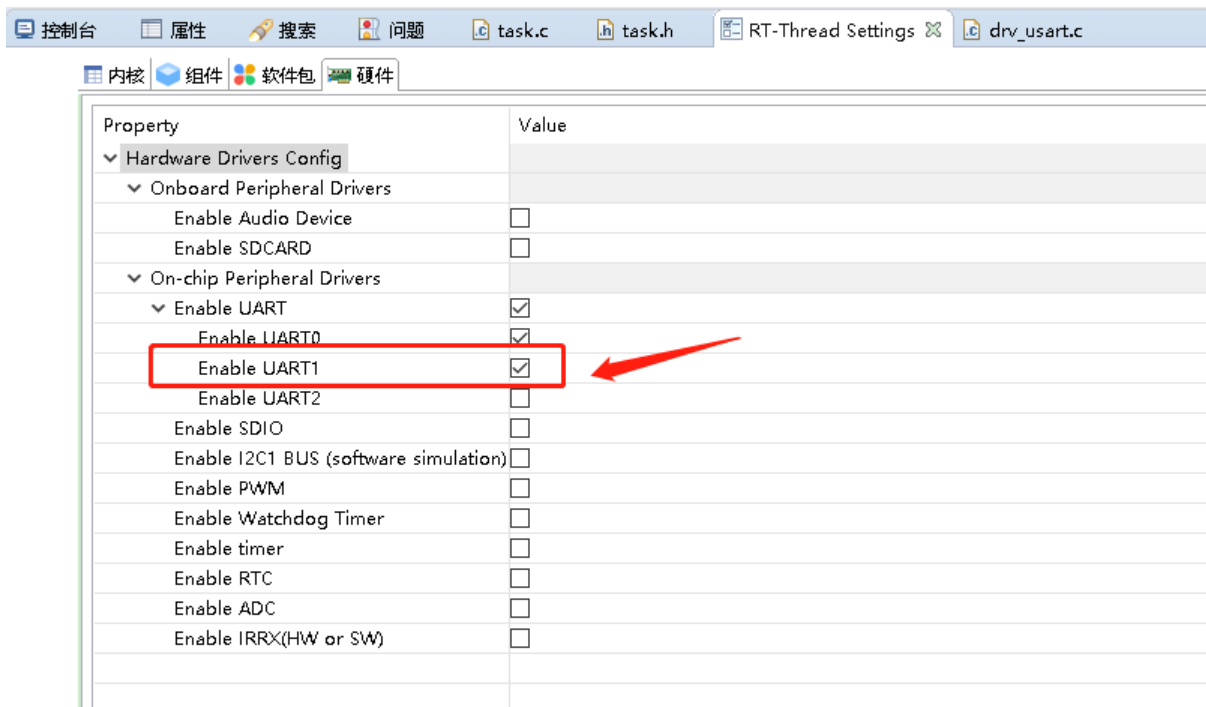 控制台 属性 搜索 问题 task.c task.h RT-Thread Settings drv_usart.c
内核 组件 软件包 硬件
Property Value
Hardware Drivers Config
Onboard Peripheral Drivers
Enable Audio Device
Enable SDCARD
On-chip Peripheral Drivers
Enable UART
Enable UART0
Enable UART1
Enable UART2
Enable SDIO
Enable I2C1 BUS (software simulation)
Enable PWM
Enable Watchdog Timer
Enable timer
Enable RTC
Enable ADC
Enable IRRX(HW or SW)